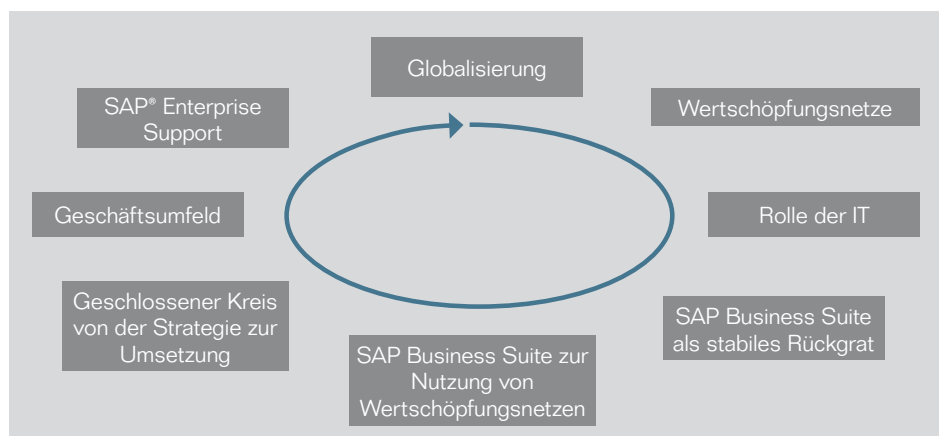 Globalisierung
SAP® Enterprise
Support
Wertschöpfungsnetze
Geschäftsumfeld
Rolle der IT
Geschlossener Kreis
von der Strategie zur
Umsetzung
SAP Business Suite
als stabiles Rückgrat
SAP Business Suite zur
Nutzung von
Wertschöpfungsnetzen